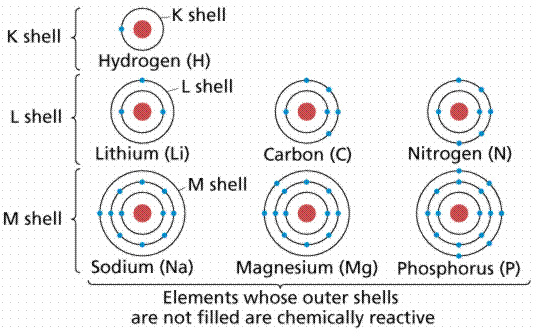 K shell
K shell
Hydrogen (H)
L shell
L shell
Lithium (Li)
Carbon (C)
Nitrogen (N)
M shell
M shell
Sodium (Na)
Magnesium (Mg)
Phosphorus (P)
Elements whose outer shells
are not filled are chemically reactive